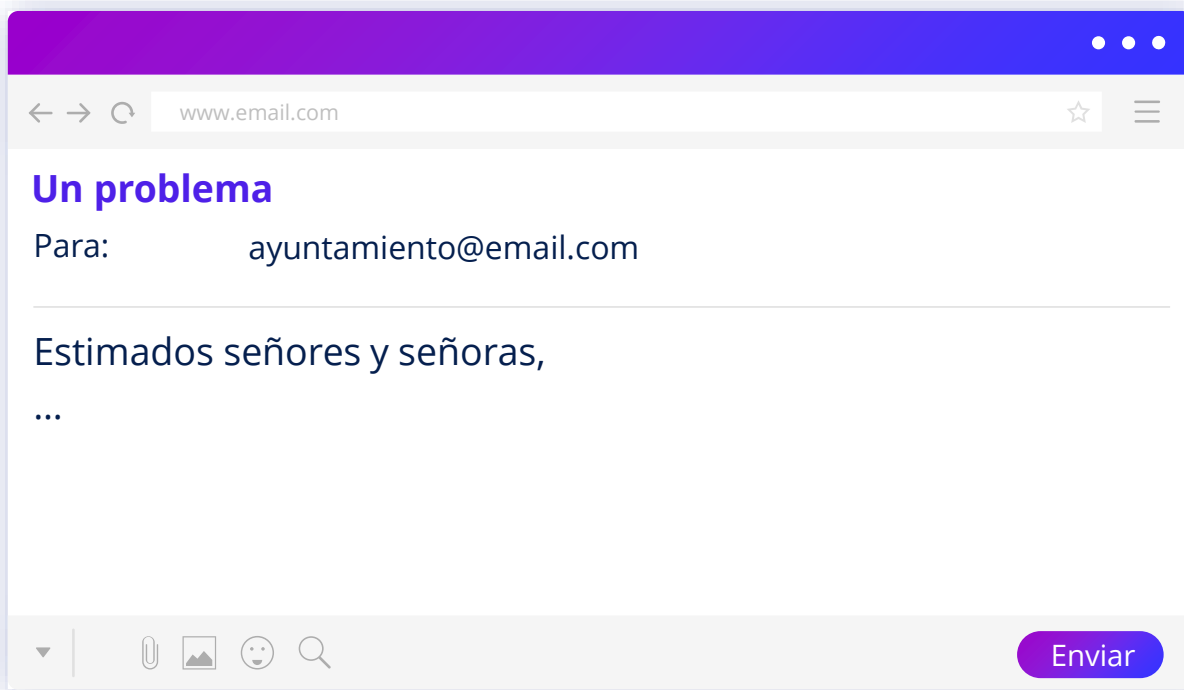 www.email.com
Un problema
Para: ayuntamiento@email.com
Estimados señores y señoras,
...
Enviar